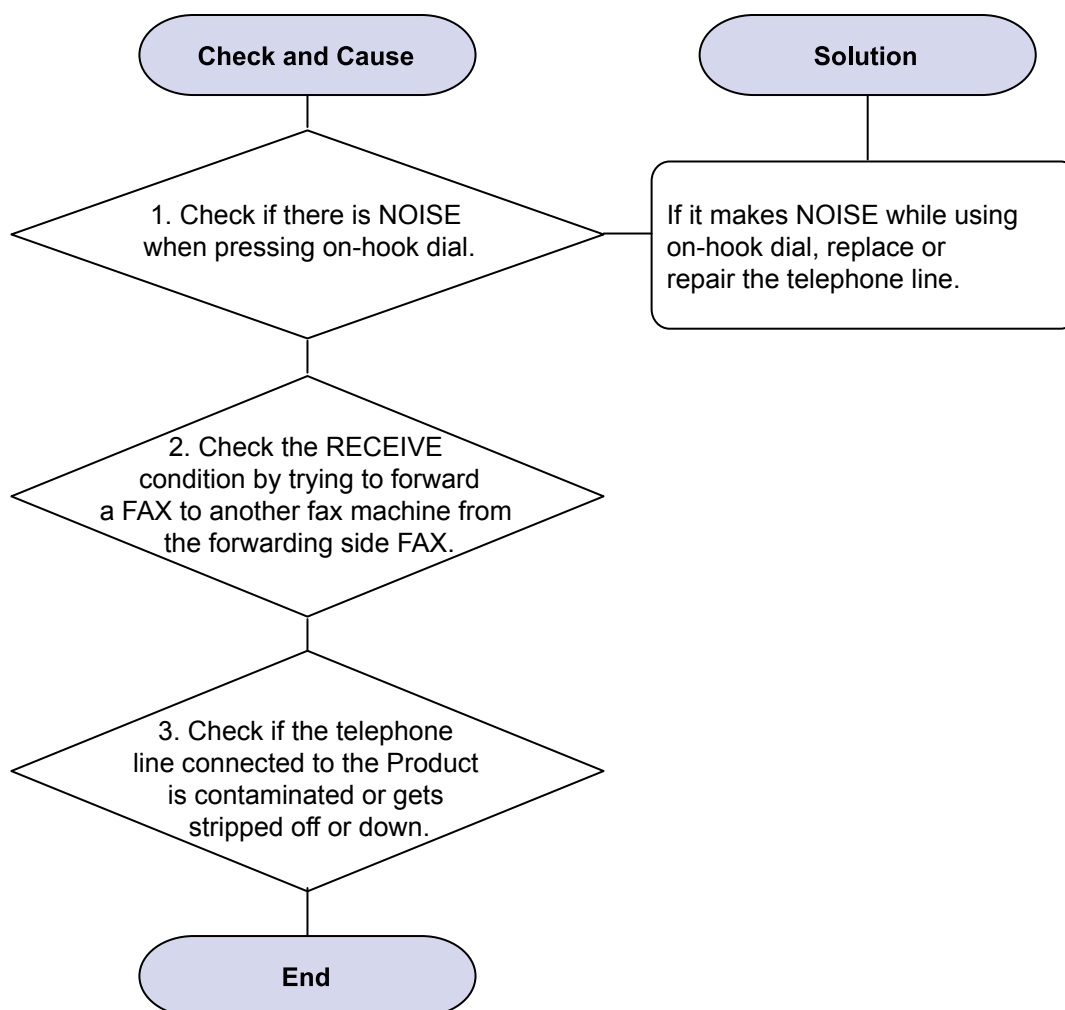 Check and Cause
Solution
1. Check if there is NOISE
when pressing on-hook dial.
If it makes NOISE while using
on-hook dial, replace or
repair the telephone line.
2. Check the RECEIVE
condition by trying to forward
a FAX to another fax machine from
the forwarding side FAX.
3. Check if the telephone
line connected to the Product
is contaminated or gets
stripped off or down.
End